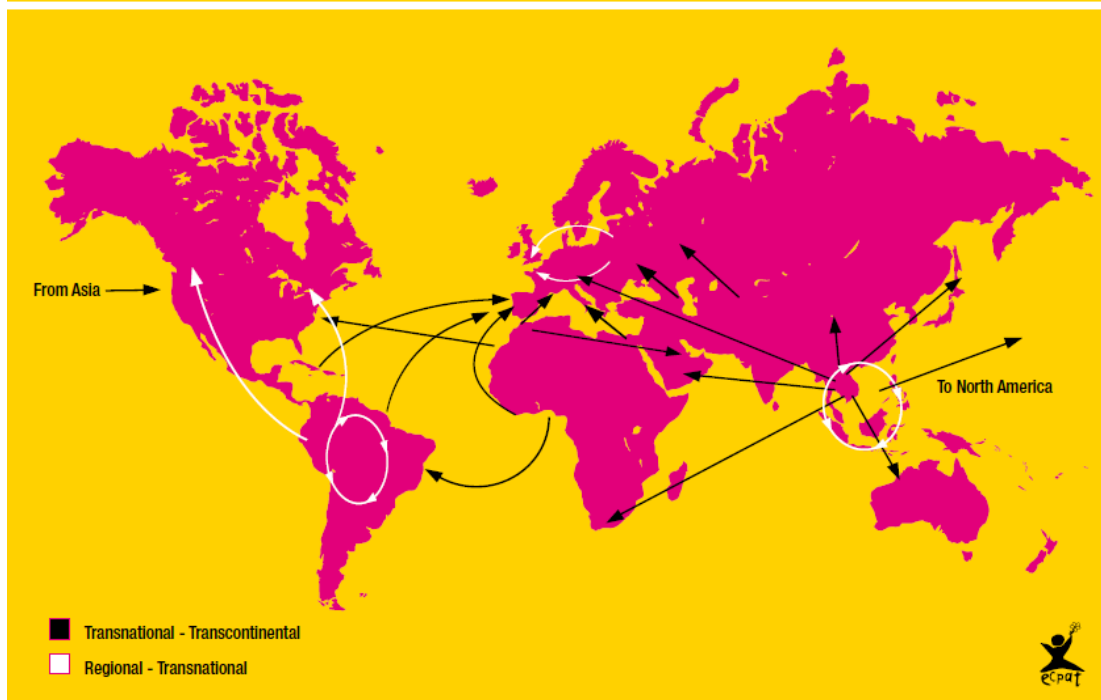 From Asia
To North America
Transnational - Transcontinental
Regional - Transnational
ecpat